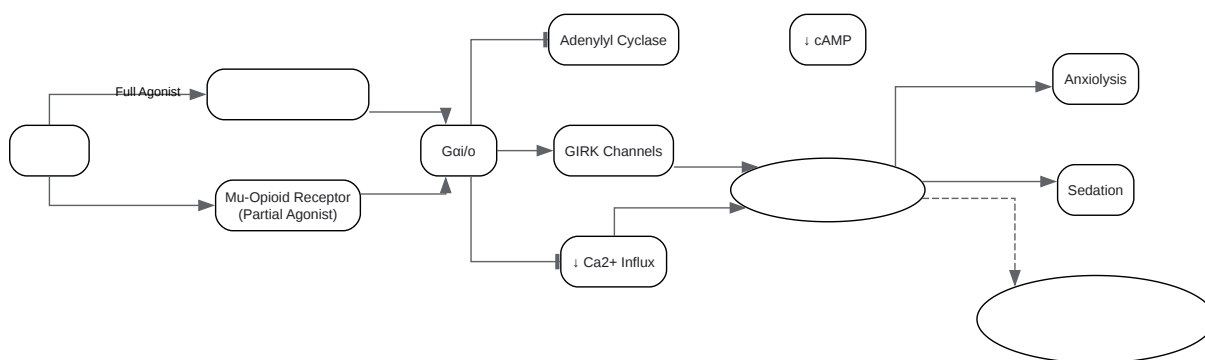 Adenylyl Cyclase
↓ cAMP
Anxiolysis
Full Agonist
Gαi/o
GIRK Channels
Mu-Opioid Receptor
(Partial Agonist)
Sedation
↓ Ca2+ Influx